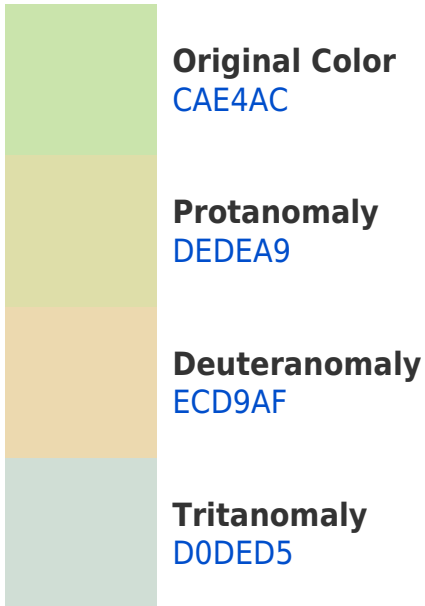 Original Color
CAE4AC
Protanomaly
DEDEA9
Deuteranomaly
ECD9AF
Tritanomaly
D0DED5